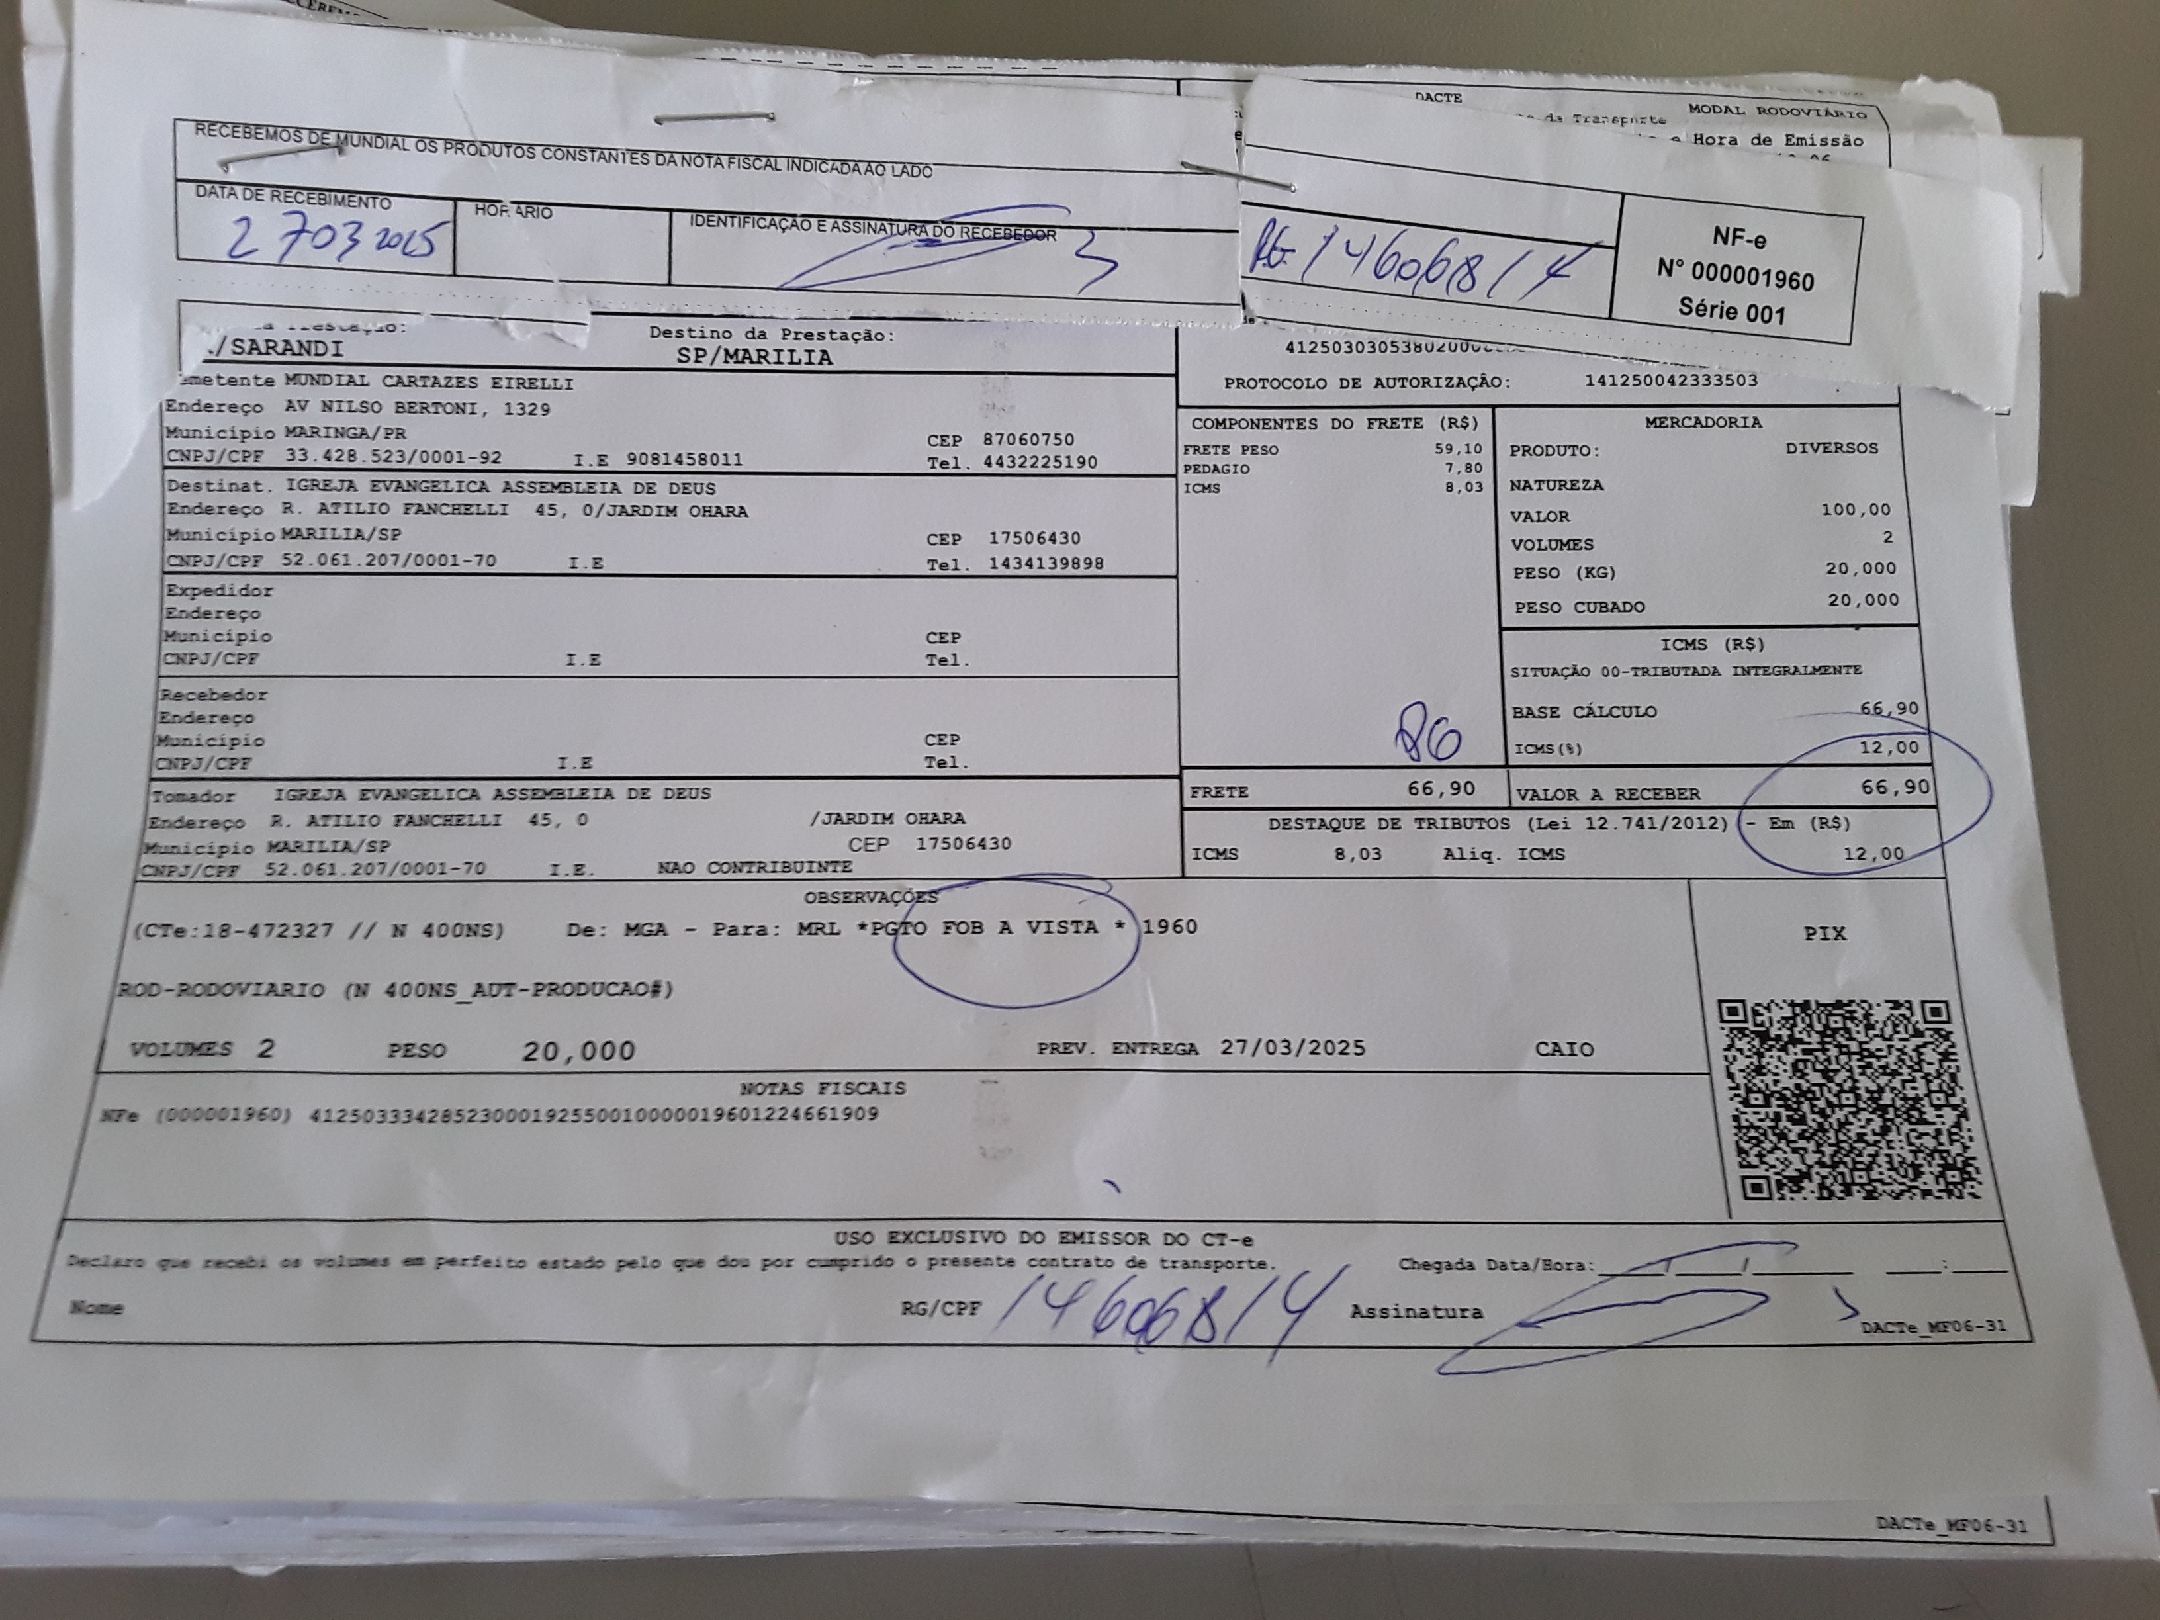 DACTE
MODAL RODOVIÁRIO
da Transporte
e Hora de Emissão
RECEBEMOS DE MUNDIAL OS PRODUTOS CONSTANTES DA NOTA FISCAL INDICADA AO LADO
DATA DE RECEBIMENTO
HORARIO
IDENTIFICAÇÃO E ASSINATURA DO RECEBEDOR
27 03 2025
RG 14606814
NF-e
N° 000001960
Série 001
Destino da Prestação:
/SARANDI
SP/MARILIA
PROTOCOLO DE AUTORIZAÇÃO: 141250042333503
metente MUNDIAL CARTAZES EIRELLI
Endereço AV NILSO BERTONI, 1329
Município MARINGA/PR CEP 87060750
CNPJ/CPF 33.428.523/0001-92 I.E 9081458011 Tel. 4432225190
Destinat. IGREJA EVANGELICA ASSEMBLEIA DE DEUS
Endereço R. ATILIO FANCHELLI 45, 0/JARDIM OHARA
Município MARILIA/SP CEP 17506430
CNPJ/CPF 52.061.207/0001-70 I.E Tel. 1434139898
Expedidor
Endereço
Município CEP
CNPJ/CPF I.E Tel.
Recebedor
Endereço
Município CEP
CNPJ/CPF I.E Tel.
Tomador IGREJA EVANGELICA ASSEMBLEIA DE DEUS
Endereço R. ATILIO FANCHELLI 45, 0 /JARDIM OHARA
Município MARILIA/SP CEP 17506430
CNPJ/CPF 52.061.207/0001-70 I.E. NAO CONTRIBUINTE
COMPONENTES DO FRETE (R$)
FRETE PESO 59,10
PEDAGIO 7,80
ICMS 8,03
MERCADORIA
PRODUTO: DIVERSOS
NATUREZA
VALOR 100,00
VOLUMES 2
PESO (KG) 20,000
PESO CUBADO 20,000
ICMS (R$)
SITUAÇÃO 00-TRIBUTADA INTEGRALMENTE
BASE CÁLCULO 66,90
ICMS(%) 12,00
FRETE 66,90 VALOR A RECEBER 66,90
DESTAQUE DE TRIBUTOS (Lei 12.741/2012) - Em (R$)
ICMS 8,03 Aliq. ICMS 12,00
OBSERVAÇÕES
(CTe:18-472327 // N 400NS) De: MGA - Para: MRL *PGTO FOB A VISTA * 1960
PIX
ROD-RODOVIARIO (N 400NS_AUT-PRODUCAO#)
VOLUMES 2 PESO 20,000 PREV. ENTREGA 27/03/2025 CAIO
NOTAS FISCAIS
NFe (000001960) 41250333428523000192550010000019601224661909
USO EXCLUSIVO DO EMISSOR DO CT-e
Declaro que recebi os volumes em perfeito estado pelo que dou por cumprido o presente contrato de transporte. Chegada Data/Hora:____/____/______ ___:____
Nome RG/CPF 14606814 Assinatura
DACTe_MF06-31
DACTe_MF06-31